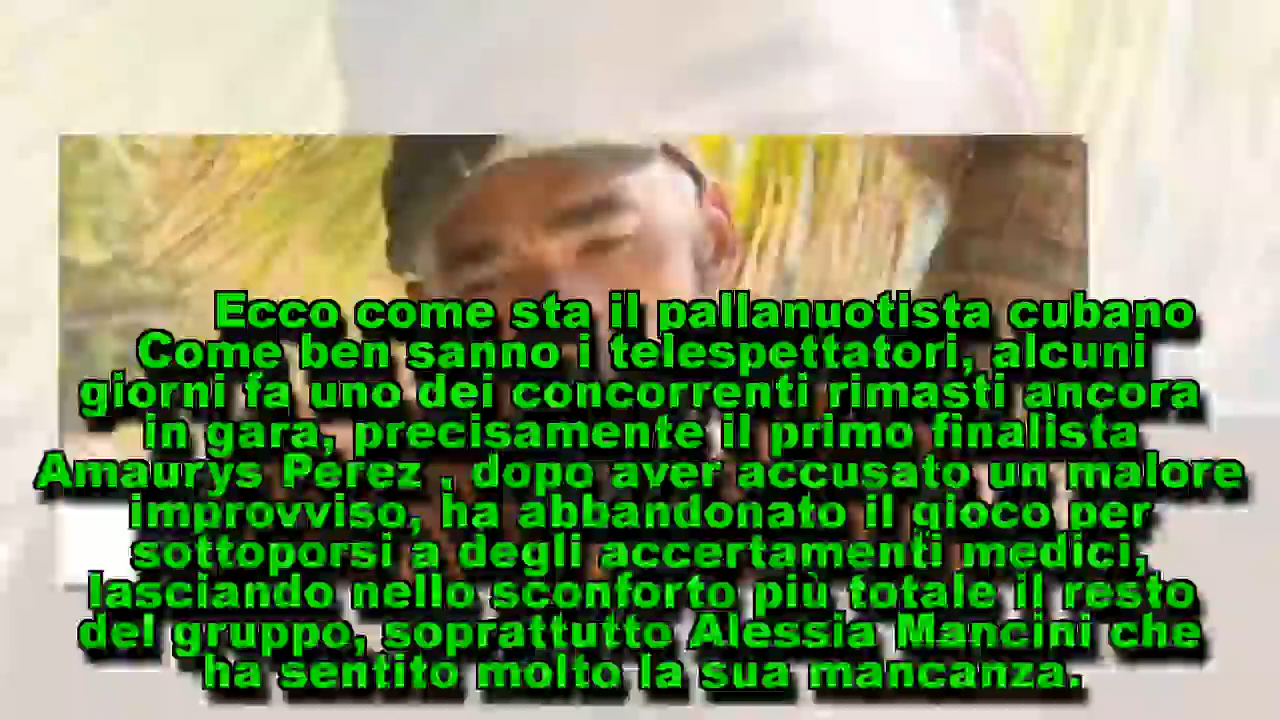 Ecco come sta il pallanuotista cubano
Come ben sanno i telespettatori, alcuni
giorni fa uno dei concorrenti rimasti ancora
in gara, precisamente il primo finalista
Amaurys Perez , dopo aver accusato un malore
improvviso, ha abbandonato il gioco per
sottoporsi a degli accertamenti medici,
lasciando nello sconforto più totale il resto
del gruppo, soprattutto Alessia Mancini che
ha sentito molto la sua mancanza.